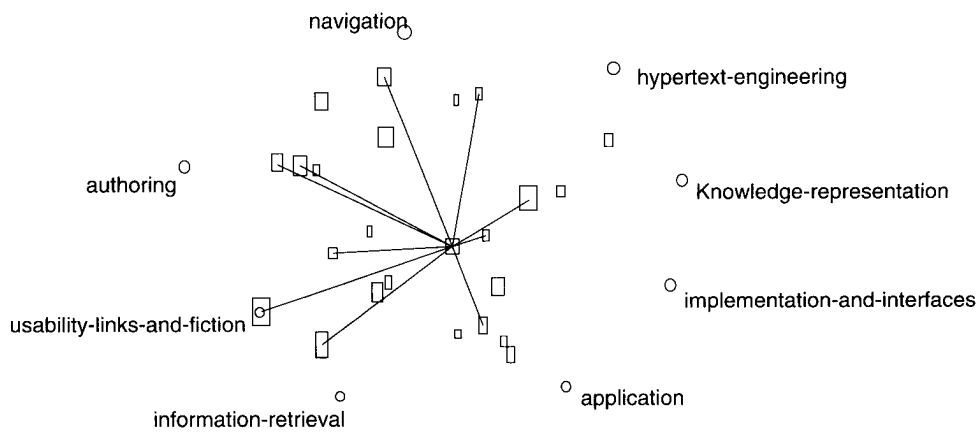 navigation
hypertext-engineering
authoring
Knowledge-representation
implementation-and-interfaces
usability-links-and-fiction
application
information-retrieval